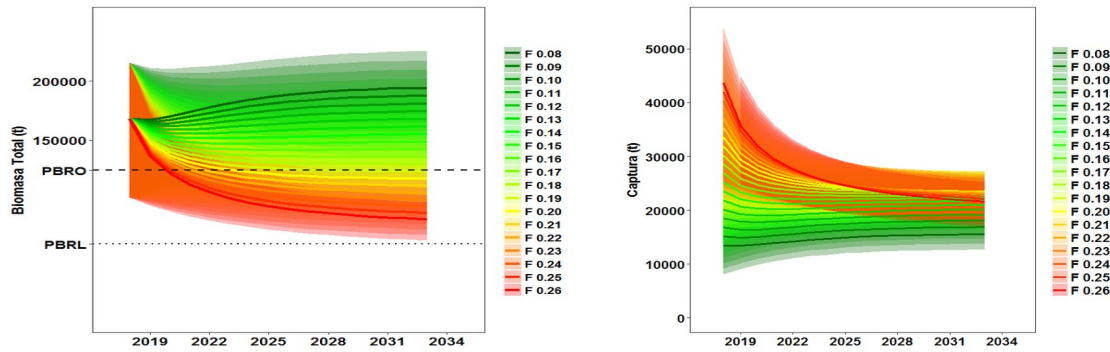 Biomasa Total (t)
200000
150000
PBRO
PBRL
2019 2022 2025 2028 2031 2034
F 0.08
F 0.09
F 0.10
F 0.11
F 0.12
F 0.13
F 0.14
F 0.15
F 0.16
F 0.17
F 0.18
F 0.19
F 0.20
F 0.21
F 0.22
F 0.23
F 0.24
F 0.25
F 0.26
Captura (t)
50000
40000
30000
20000
10000
0
2019 2022 2025 2028 2031 2034
F 0.08
F 0.09
F 0.10
F 0.11
F 0.12
F 0.13
F 0.14
F 0.15
F 0.16
F 0.17
F 0.18
F 0.19
F 0.20
F 0.21
F 0.22
F 0.23
F 0.24
F 0.25
F 0.26